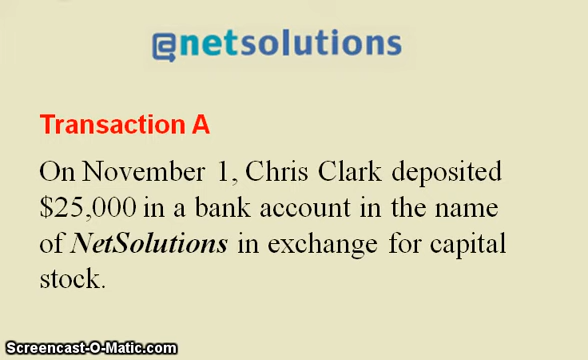 @netsolutions
Transaction A
On November 1, Chris Clark deposited
$25,000 in a bank account in the name
of NetSolutions in exchange for capital
stock.
Screencast-O-Matic.com